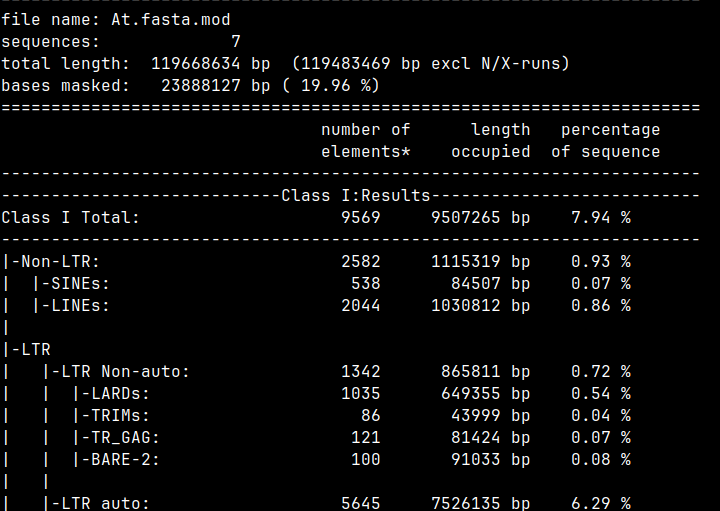 file name: At.fasta.mod
sequences:             7
total length:  119668634 bp  (119483469 bp excl N/X-runs)
bases masked:   23888127 bp ( 19.96 %)
======================================================================
                                number of      length   percentage
                                elements*    occupied  of sequence
----------------------------------------------------------------------
----------------------------Class I:Results---------------------------
Class I Total:                    9569     9507265 bp    7.94 %
----------------------------------------------------------------------
|-Non-LTR:                        2582     1115319 bp    0.93 %
|  |-SINEs:                        538       84507 bp    0.07 %
|  |-LINEs:                       2044     1030812 bp    0.86 %
|
|-LTR
|   |-LTR Non-auto:               1342      865811 bp    0.72 %
|   |  |-LARDs:                   1035      649355 bp    0.54 %
|   |  |-TRIMs:                     86       43999 bp    0.04 %
|   |  |-TR_GAG:                   121       81424 bp    0.07 %
|   |  |-BARE-2:                   100       91033 bp    0.08 %
|   |
|   |-LTR auto:                   5645     7526135 bp    6.29 %